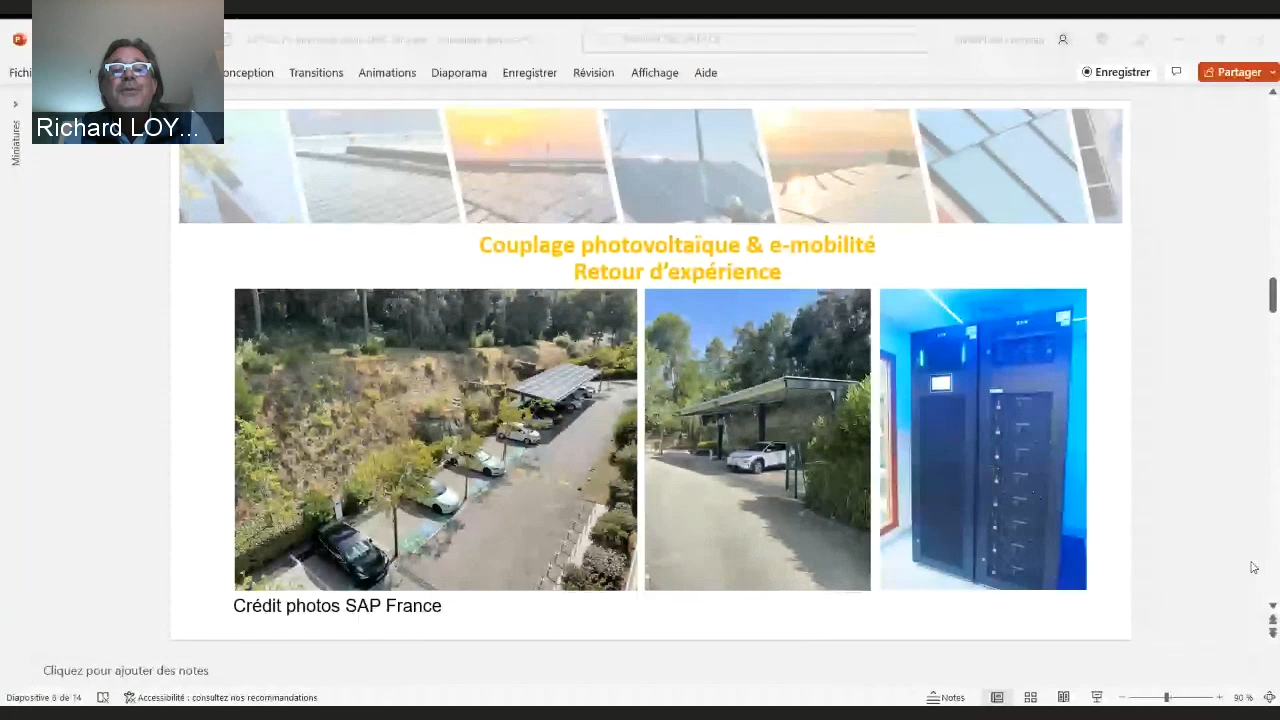 Richard LOY...
Fichi
onception
Transitions
Animations
Diaporama
Enregistrer
Révision
Affichage
Aide
Enregistrer
Partager
Miniatures
Couplage photovoltaïque & e-mobilité
Retour d’expérience
Crédit photos SAP France
Cliquez pour ajouter des notes
Diapositive 6 de 14
Accessibilité : consultez nos recommandations
Notes
90 %